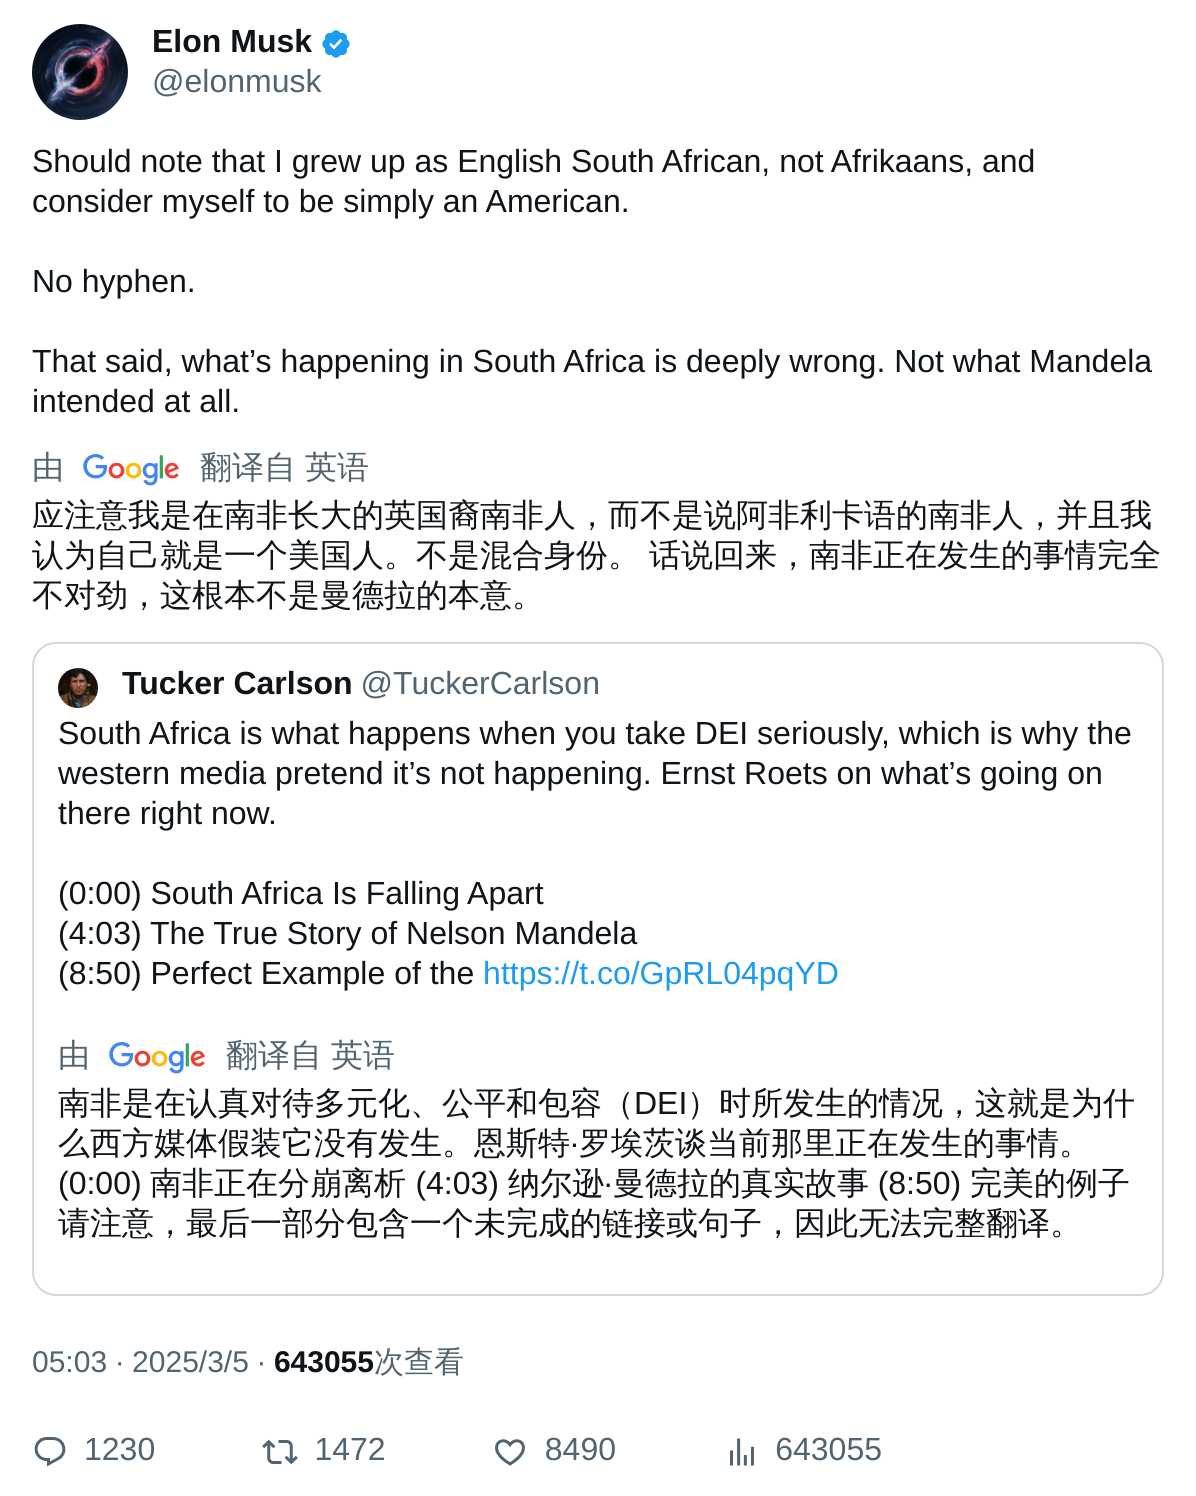 Elon Musk
@elonmusk
Should note that I grew up as English South African, not Afrikaans, and
consider myself to be simply an American.
No hyphen.
That said, what’s happening in South Africa is deeply wrong. Not what Mandela
intended at all.
由 Google 翻译自 英语
应注意我是在南非长大的英国裔南非人，而不是说阿非利卡语的南非人，并且我
认为自己就是一个美国人。不是混合身份。 话说回来，南非正在发生的事情完全
不对劲，这根本不是曼德拉的本意。
Tucker Carlson @TuckerCarlson
South Africa is what happens when you take DEI seriously, which is why the
western media pretend it’s not happening. Ernst Roets on what’s going on
there right now.
(0:00) South Africa Is Falling Apart
(4:03) The True Story of Nelson Mandela
(8:50) Perfect Example of the https://t.co/GpRL04pqYD
由 Google 翻译自 英语
南非是在认真对待多元化、公平和包容（DEI）时所发生的情况，这就是为什
么西方媒体假装它没有发生。恩斯特·罗埃茨谈当前那里正在发生的事情。
(0:00) 南非正在分崩离析 (4:03) 纳尔逊·曼德拉的真实故事 (8:50) 完美的例子
请注意，最后一部分包含一个未完成的链接或句子，因此无法完整翻译。
05:03 · 2025/3/5 · 643055次查看
1230 1472 8490 643055